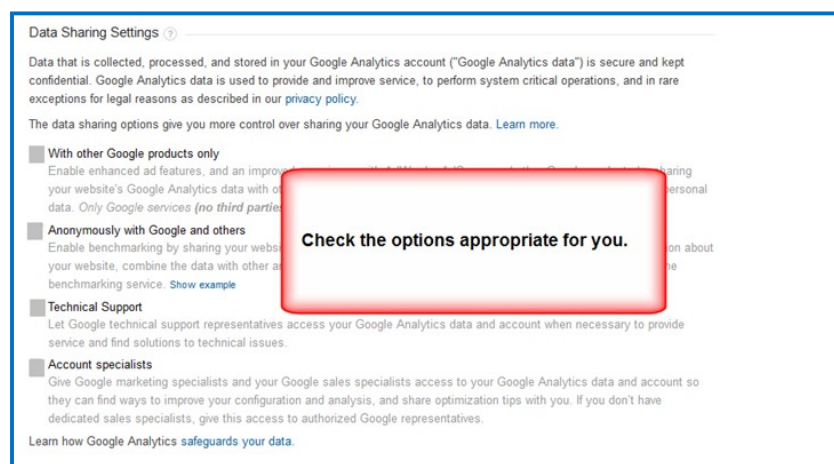 Data Sharing Settings ?
Data that is collected, processed, and stored in your Google Analytics account ("Google Analytics data") is secure and kept
confidential. Google Analytics data is used to provide and improve service, to perform system critical operations, and in rare
exceptions for legal reasons as described in our privacy policy.
The data sharing options give you more control over sharing your Google Analytics data. Learn more.
With other Google products only
Enable enhanced ad features, and an sharing
your website's Google Analytics data with personal
data. Only Google services (no third parties
Anonymously with Google and others
Enable benchmarking by sharing your about
your website, combine the data with other
benchmarking service. Show example
Check the options appropriate for you.
Technical Support
Let Google technical support representatives access your Google Analytics data and account when necessary to provide
service and find solutions to technical issues.
Account specialists
Give Google marketing specialists and your Google sales specialists access to your Google Analytics data and account so
they can find ways to improve your configuration and analysis, and share optimization tips with you. If you don't have
dedicated sales specialists, give this access to authorized Google representatives.
Learn how Google Analytics safeguards your data.